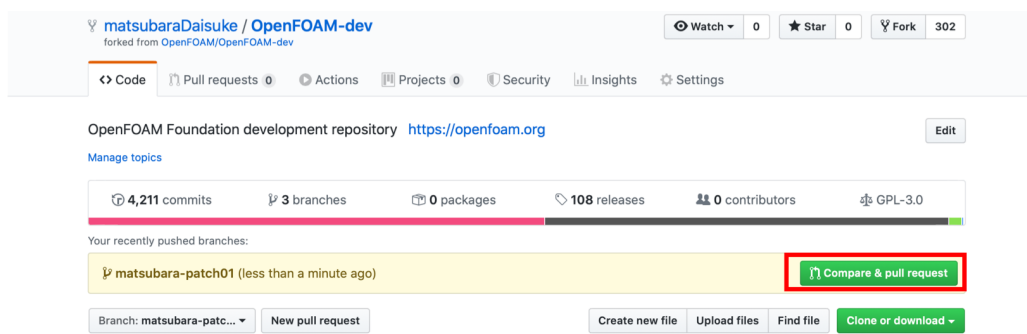 matsubaraDaisuke / OpenFOAM-dev
forked from OpenFOAM/OpenFOAM-dev
Watch 0 Star 0 Fork 302
Code Pull requests 0 Actions Projects 0 Security Insights Settings
OpenFOAM Foundation development repository https://openfoam.org Edit
Manage topics
4,211 commits 3 branches 0 packages 108 releases 0 contributors GPL-3.0
Your recently pushed branches:
matsubara-patch01 (less than a minute ago) Compare & pull request
Branch: matsubara-patc... New pull request Create new file Upload files Find file Clone or download